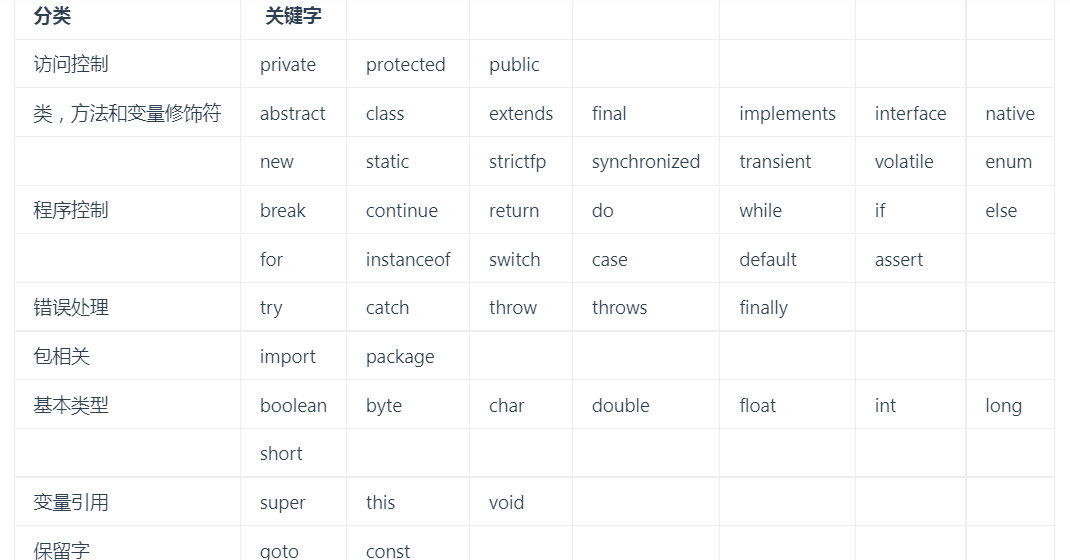 分类 关键字
访问控制 private protected public
类，方法和变量修饰符 abstract class extends final implements interface native
new static strictfp synchronized transient volatile enum
程序控制 break continue return do while if else
for instanceof switch case default assert
错误处理 try catch throw throws finally
包相关 import package
基本类型 boolean byte char double float int long
short
变量引用 super this void
保留字 goto const